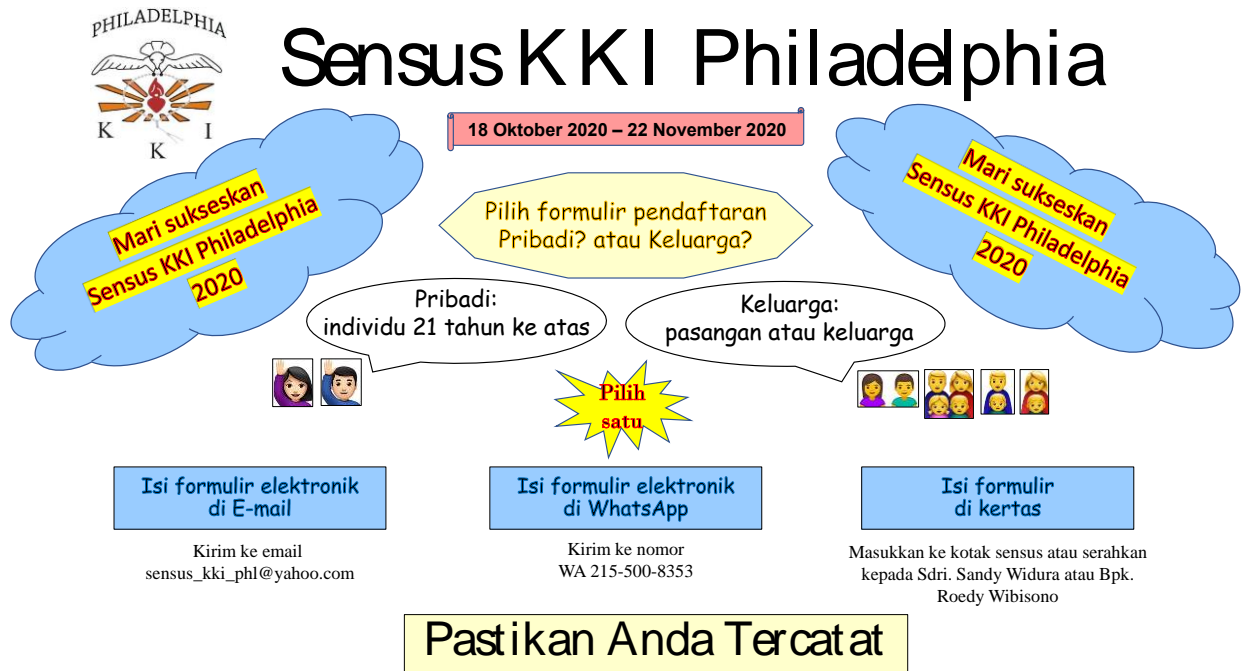 PHILADELPHIA
K I
K
Sensus KKI Philadelphia
18 Oktober 2020 – 22 November 2020
Mari sukseskan
Sensus KKI Philadelphia
2020
Pilih formulir pendaftaran
Pribadi? atau Keluarga?
Mari sukseskan
Sensus KKI Philadelphia
2020
Pribadi:
individu 21 tahun ke atas
Keluarga:
pasangan atau keluarga
Pilih
satu
Isi formulir elektronik
di E-mail
Kirim ke email
sensus_kki_phl@yahoo.com
Isi formulir elektronik
di WhatsApp
Kirim ke nomor
WA 215-500-8353
Isi formulir
di kertas
Masukkan ke kotak sensus atau serahkan
kepada Sdri. Sandy Widura atau Bpk.
Roedy Wibisono
Pastikan Anda Tercatat